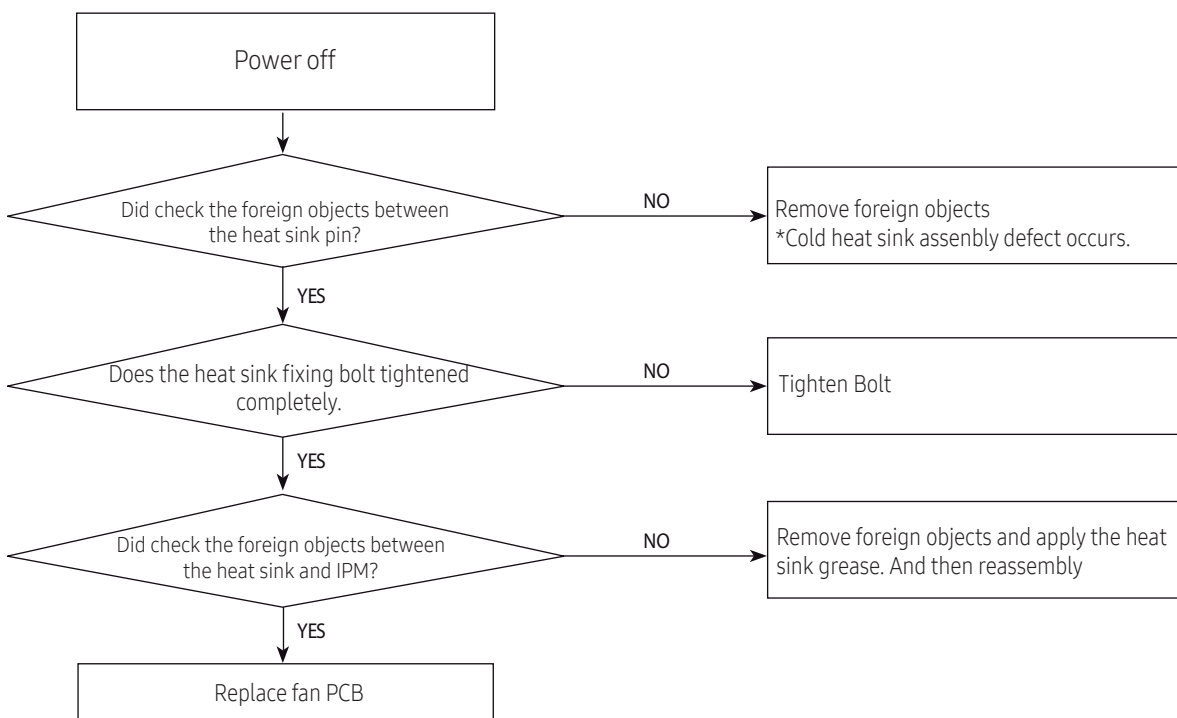 Power off
Did check the foreign objects between
the heat sink pin?
NO
Remove foreign objects
*Cold heat sink assenbly defect occurs.
YES
Does the heat sink fixing bolt tightened
completely.
NO
Tighten Bolt
YES
Did check the foreign objects between
the heat sink and IPM?
NO
Remove foreign objects and apply the heat
sink grease. And then reassembly
YES
Replace fan PCB